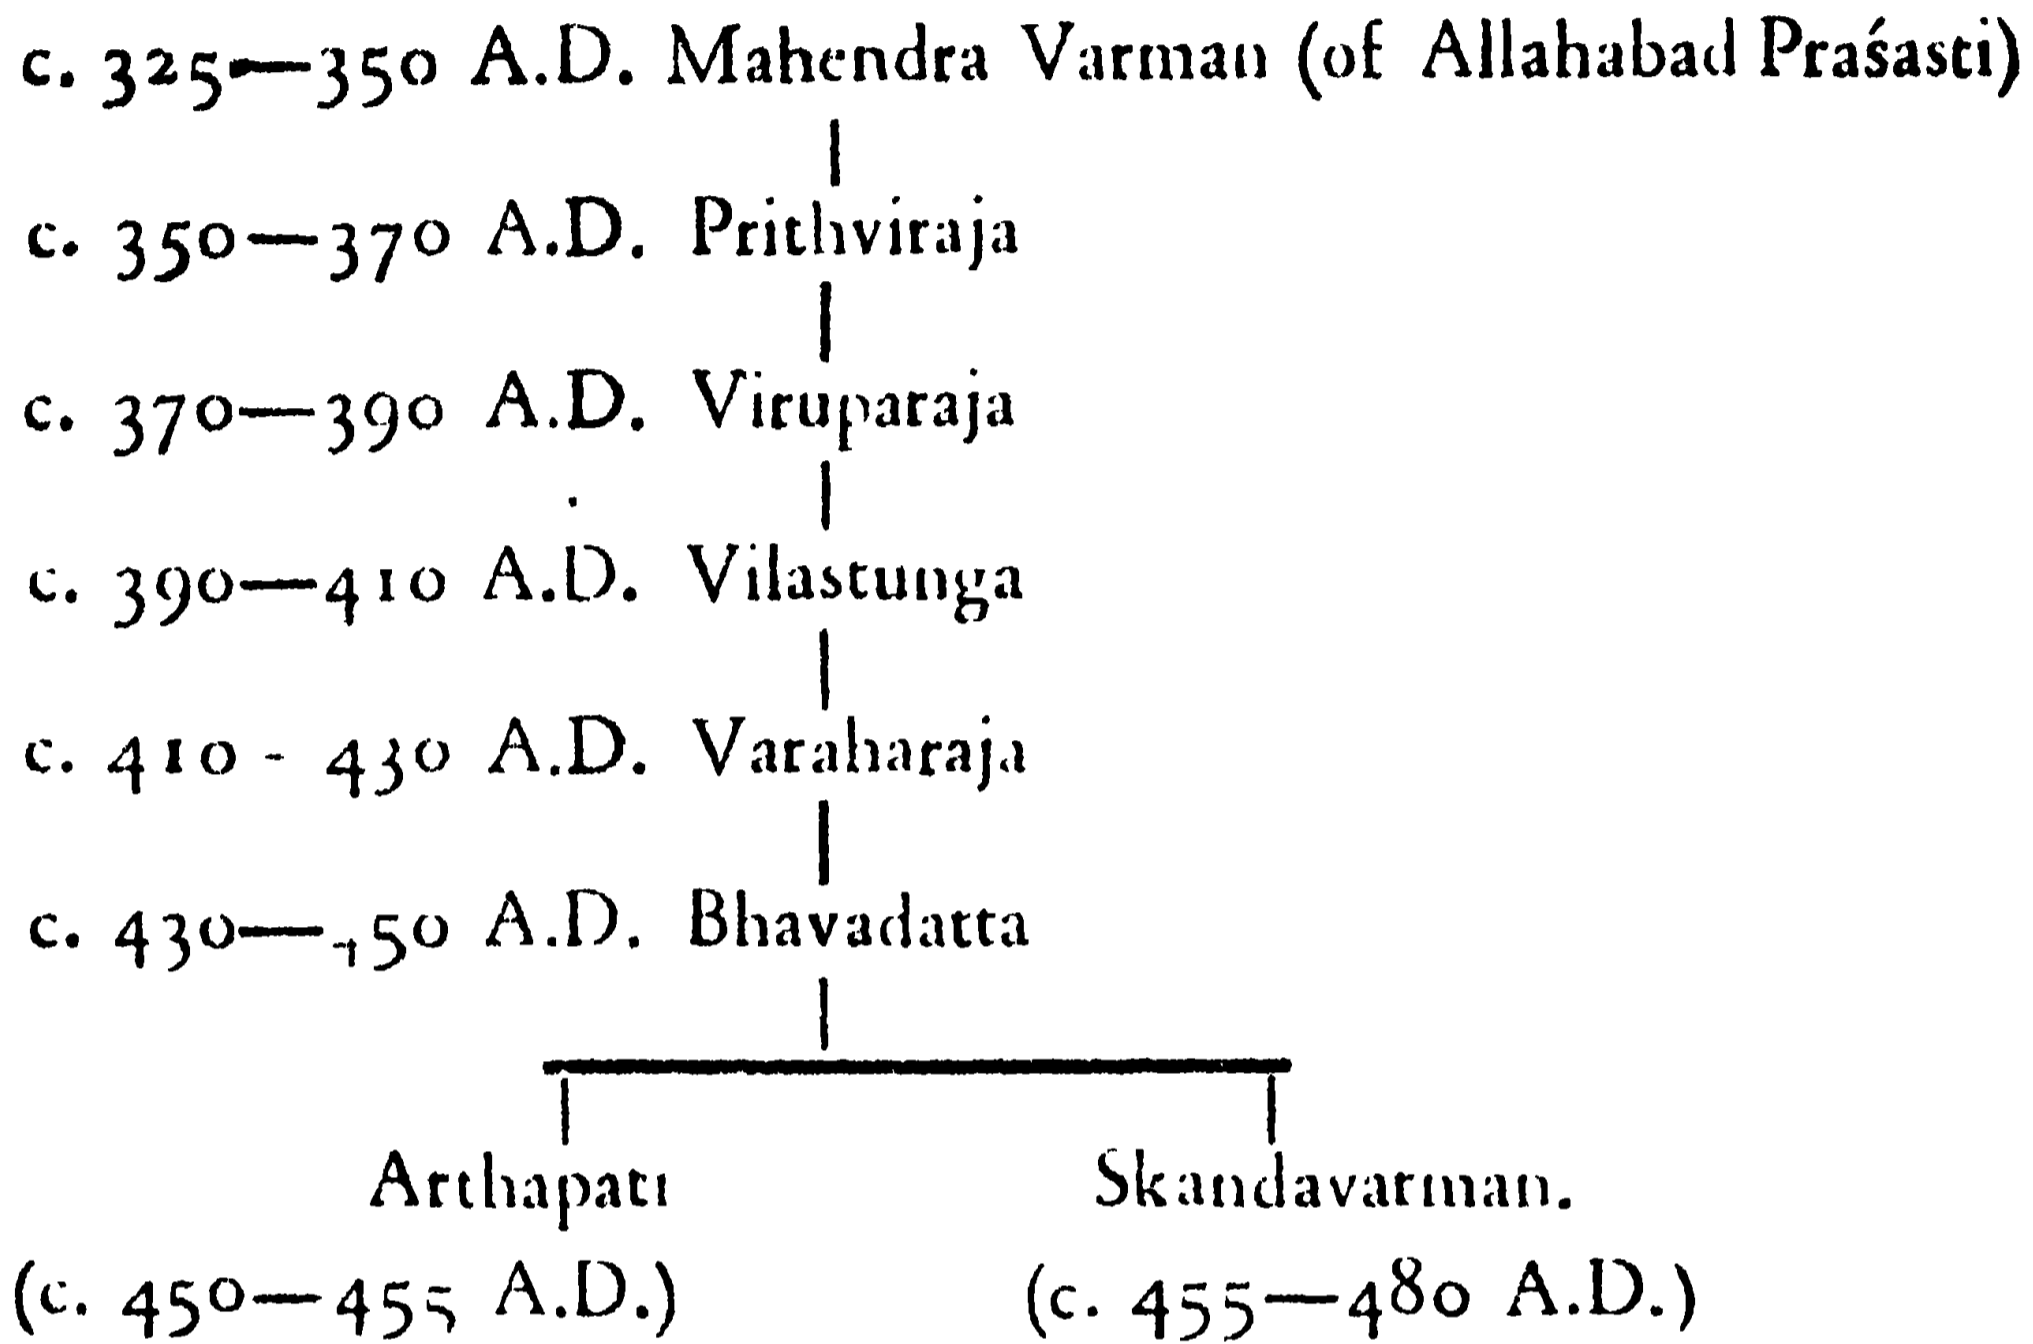 c. 325—350 A.D. Mahendra Varman (of Allahabad Praśasti)
c. 350—370 A.D. Prithviraja
c. 370—390 A.D. Viruparaja
c. 390—410 A.D. Vilastunga
c. 410 - 430 A.D. Varaharaja
c. 430—450 A.D. Bhavadatta
Arthapati Skandavarman.
(c. 450—455 A.D.) (c. 455—480 A.D.)